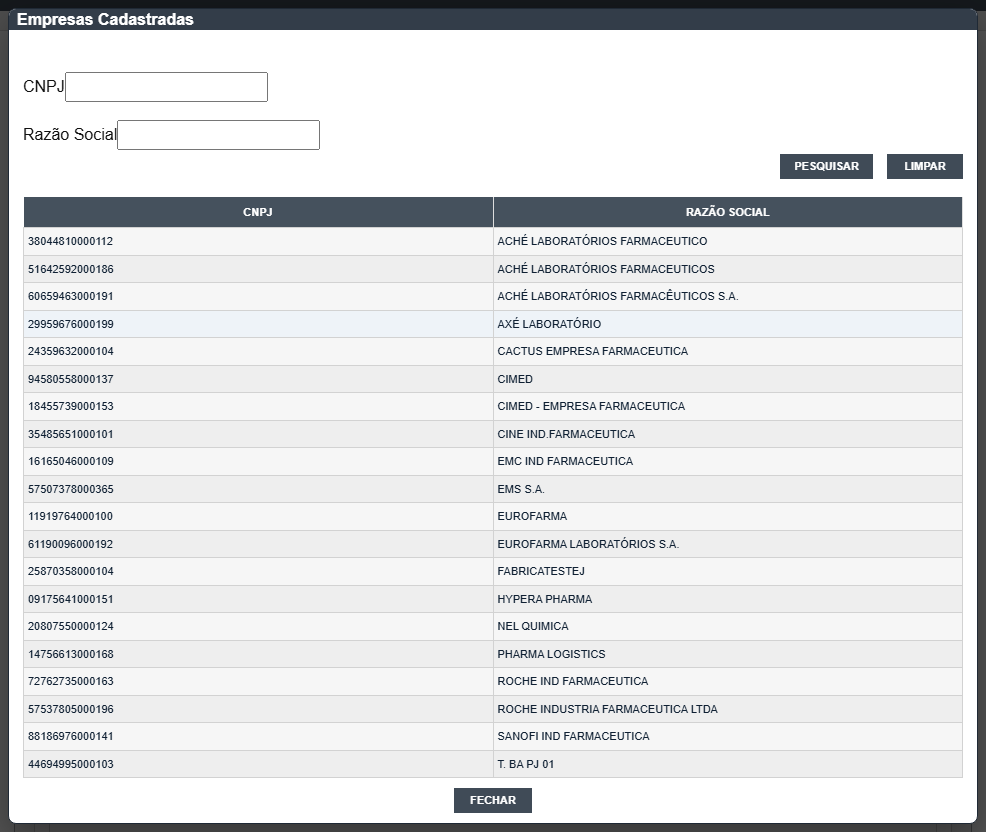 Empresas Cadastradas
CNPJ
Razão Social
PESQUISAR LIMPAR
CNPJ RAZÃO SOCIAL
38044810000112 ACHÉ LABORATÓRIOS FARMACEUTICO
51642592000186 ACHÉ LABORATÓRIOS FARMACEUTICOS
60659463000191 ACHÉ LABORATÓRIOS FARMACÊUTICOS S.A.
29959676000199 AXÉ LABORATÓRIO
24359632000104 CACTUS EMPRESA FARMACEUTICA
94580558000137 CIMED
18455739000153 CIMED - EMPRESA FARMACEUTICA
35485651000101 CINE IND.FARMACEUTICA
16165046000109 EMC IND FARMACEUTICA
57507378000365 EMS S.A.
11919764000100 EUROFARMA
61190096000192 EUROFARMA LABORATÓRIOS S.A.
25870358000104 FABRICATESTEJ
09175641000151 HYPERA PHARMA
20807550000124 NEL QUIMICA
14756613000168 PHARMA LOGISTICS
72762735000163 ROCHE IND FARMACEUTICA
57537805000196 ROCHE INDUSTRIA FARMACEUTICA LTDA
88186976000141 SANOFI IND FARMACEUTICA
44694995000103 T. BA PJ 01
FECHAR